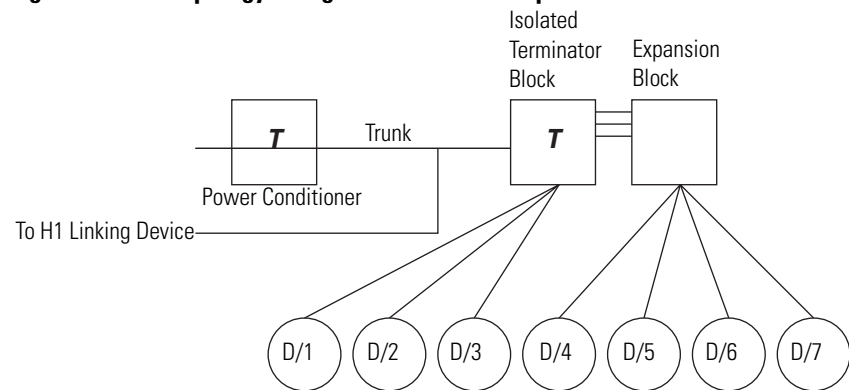 Isolated
Terminator
Block
Expansion
Block
T
Trunk
T
Power Conditioner
To H1 Linking Device
D/1
D/2
D/3
D/4
D/5
D/6
D/7